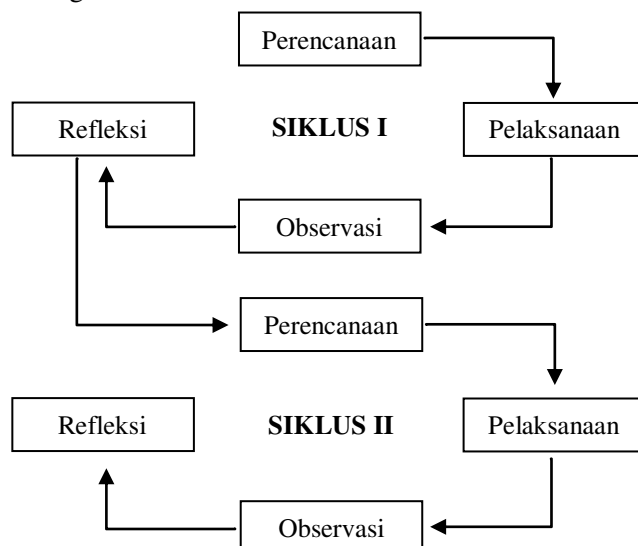 Perencanaan
Refleksi
SIKLUS I
Pelaksanaan
Observasi
Perencanaan
Refleksi
SIKLUS II
Pelaksanaan
Observasi